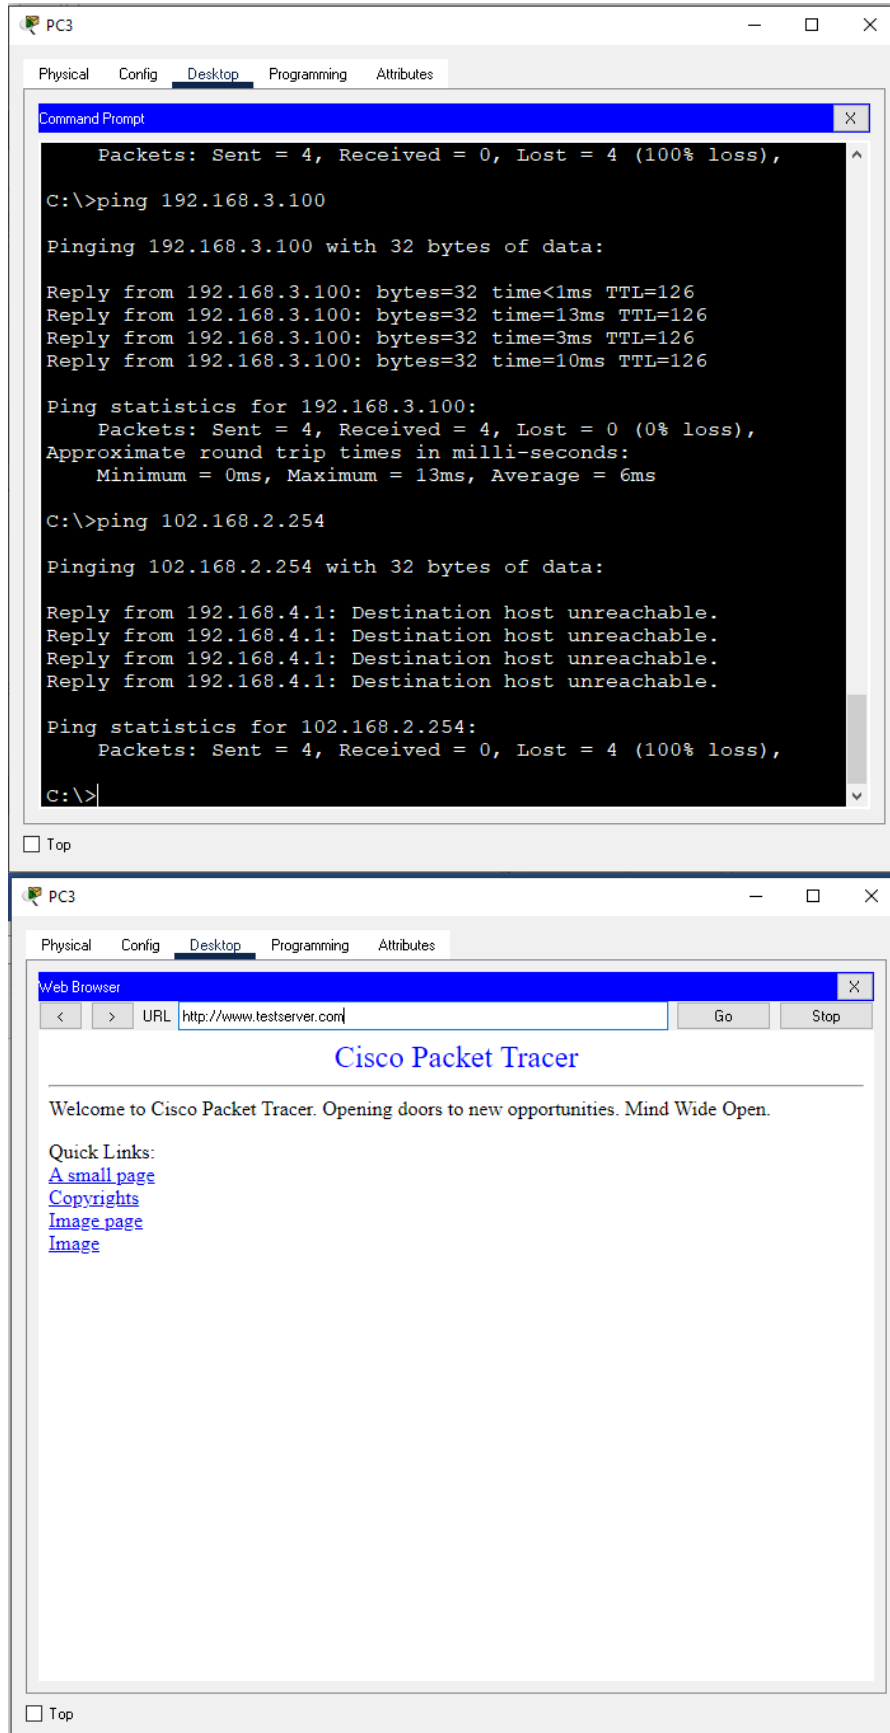 PC3
Physical Config Desktop Programming Attributes
Command Prompt X
Packets: Sent = 4, Received = 0, Lost = 4 (100% loss),
C:\>ping 192.168.3.100
Pinging 192.168.3.100 with 32 bytes of data:
Reply from 192.168.3.100: bytes=32 time<1ms TTL=126
Reply from 192.168.3.100: bytes=32 time=13ms TTL=126
Reply from 192.168.3.100: bytes=32 time=3ms TTL=126
Reply from 192.168.3.100: bytes=32 time=10ms TTL=126
Ping statistics for 192.168.3.100:
Packets: Sent = 4, Received = 4, Lost = 0 (0% loss),
Approximate round trip times in milli-seconds:
Minimum = 0ms, Maximum = 13ms, Average = 6ms
C:\>ping 102.168.2.254
Pinging 102.168.2.254 with 32 bytes of data:
Reply from 192.168.4.1: Destination host unreachable.
Reply from 192.168.4.1: Destination host unreachable.
Reply from 192.168.4.1: Destination host unreachable.
Reply from 192.168.4.1: Destination host unreachable.
Ping statistics for 102.168.2.254:
Packets: Sent = 4, Received = 0, Lost = 4 (100% loss),
C:\>
Top
PC3
Physical Config Desktop Programming Attributes
Web Browser X
< > URL http://www.testserver.com Go Stop
Cisco Packet Tracer
Welcome to Cisco Packet Tracer. Opening doors to new opportunities. Mind Wide Open.
Quick Links:
A small page
Copyrights
Image page
Image
Top